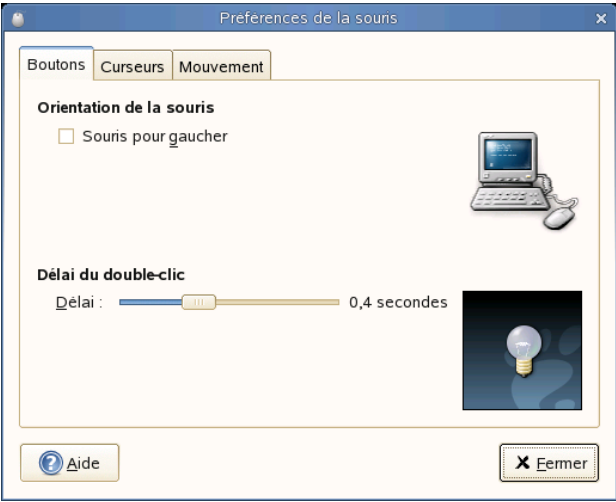 Préférences de la souris
Boutons Curseurs Mouvement
Orientation de la souris
Souris pour gaucher
Délai du double-clic
Délai : 0,4 secondes
Aide Fermer